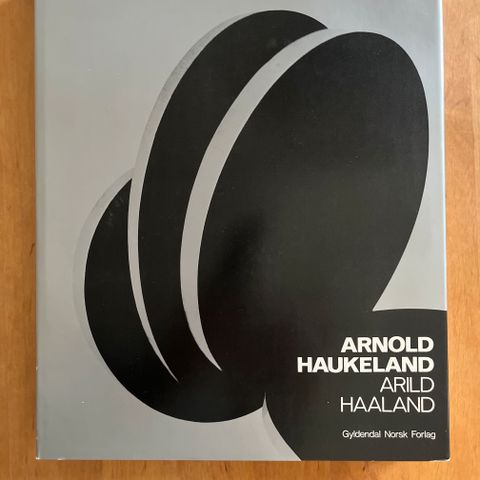 ARNOLD
HAUKELAND
ARILD
HAALAND
Gyldendal Norsk Forlag